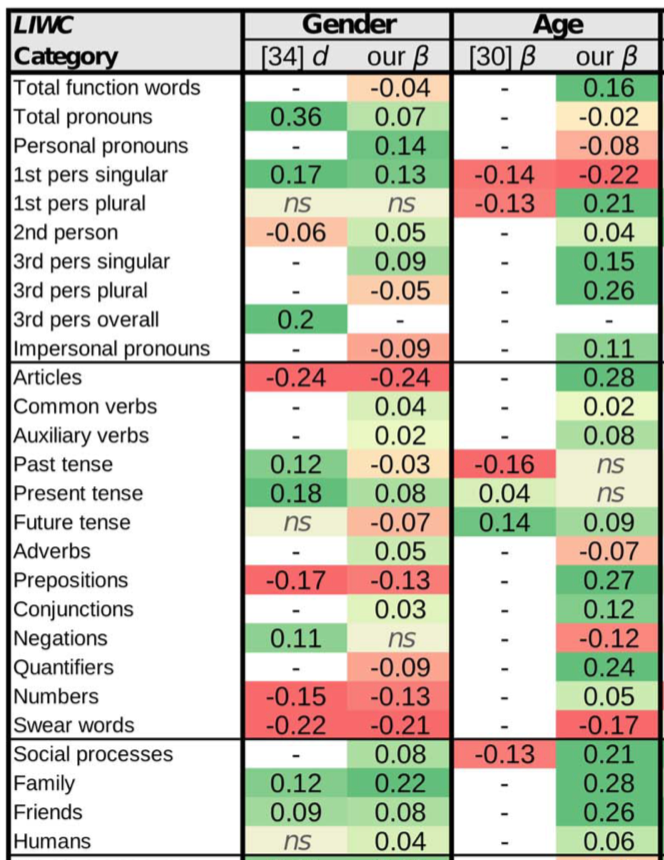 LIWC Gender Age
Category [34] d our β [30] β our β
Total function words - -0.04 - 0.16
Total pronouns 0.36 0.07 - -0.02
Personal pronouns - 0.14 - -0.08
1st pers singular 0.17 0.13 -0.14 -0.22
1st pers plural ns ns -0.13 0.21
2nd person -0.06 0.05 - 0.04
3rd pers singular - 0.09 - 0.15
3rd pers plural - -0.05 - 0.26
3rd pers overall 0.2 - - -
Impersonal pronouns - -0.09 - 0.11
Articles -0.24 -0.24 - 0.28
Common verbs - 0.04 - 0.02
Auxiliary verbs - 0.02 - 0.08
Past tense 0.12 -0.03 -0.16 ns
Present tense 0.18 0.08 0.04 ns
Future tense ns -0.07 0.14 0.09
Adverbs - 0.05 - -0.07
Prepositions -0.17 -0.13 - 0.27
Conjunctions - 0.03 - 0.12
Negations 0.11 ns - -0.12
Quantifiers - -0.09 - 0.24
Numbers -0.15 -0.13 - 0.05
Swear words -0.22 -0.21 - -0.17
Social processes - 0.08 -0.13 0.21
Family 0.12 0.22 - 0.28
Friends 0.09 0.08 - 0.26
Humans ns 0.04 - 0.06